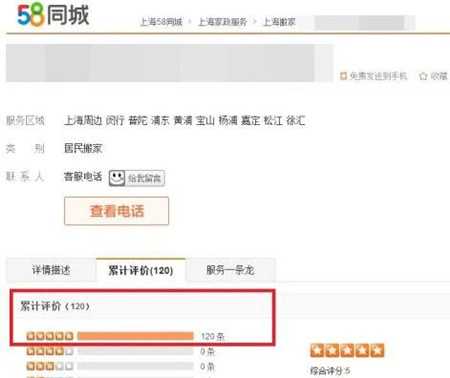 58同城 上海58同城 > 上海家政服务 > 上海搬家
免费发送到手机 ☆收藏
服务区域 上海周边 闵行 普陀 浦东 黄浦 宝山 杨浦 嘉定 松江 徐汇
类 别 居民搬家
联 系 人 客服电话 给我留言
查看电话
详情描述 累计评价(120) 服务一条龙
累计评价（120）
120 条
0 条
0 条
综合评分:5